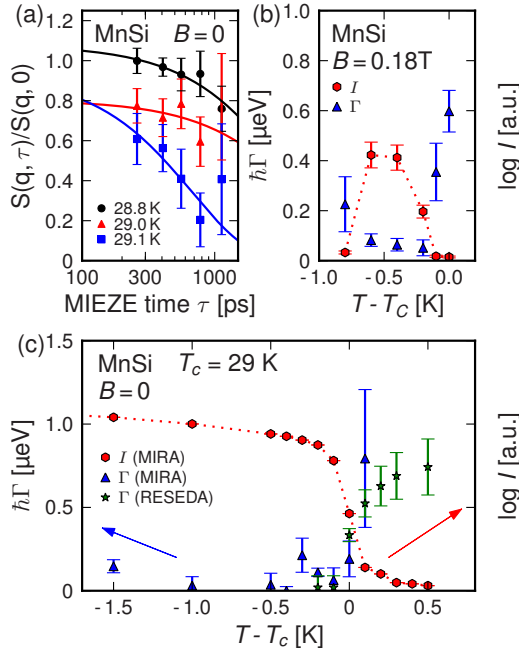 (a) MnSi B = 0
S(q, τ)/S(q, 0)
1.2
1.0
0.8
0.6
0.4
0.2
0.0
28.8 K
29.0 K
29.1 K
100 300 1000
MIEZE time τ [ps]
(b) MnSi
B = 0.18T
I
Γ
ħΓ [μeV]
log I [a.u.]
0.8
0.6
0.4
0.2
0
−1.0 −0.5 0.0
T - T_C [K]
(c) MnSi T_c = 29 K
B = 0
I (MIRA)
Γ (MIRA)
Γ (RESEDA)
ħΓ [μeV]
log I [a.u.]
1.5
1.0
0.5
0
-1.5 -1.0 -0.5 0 0.5
T - T_C [K]